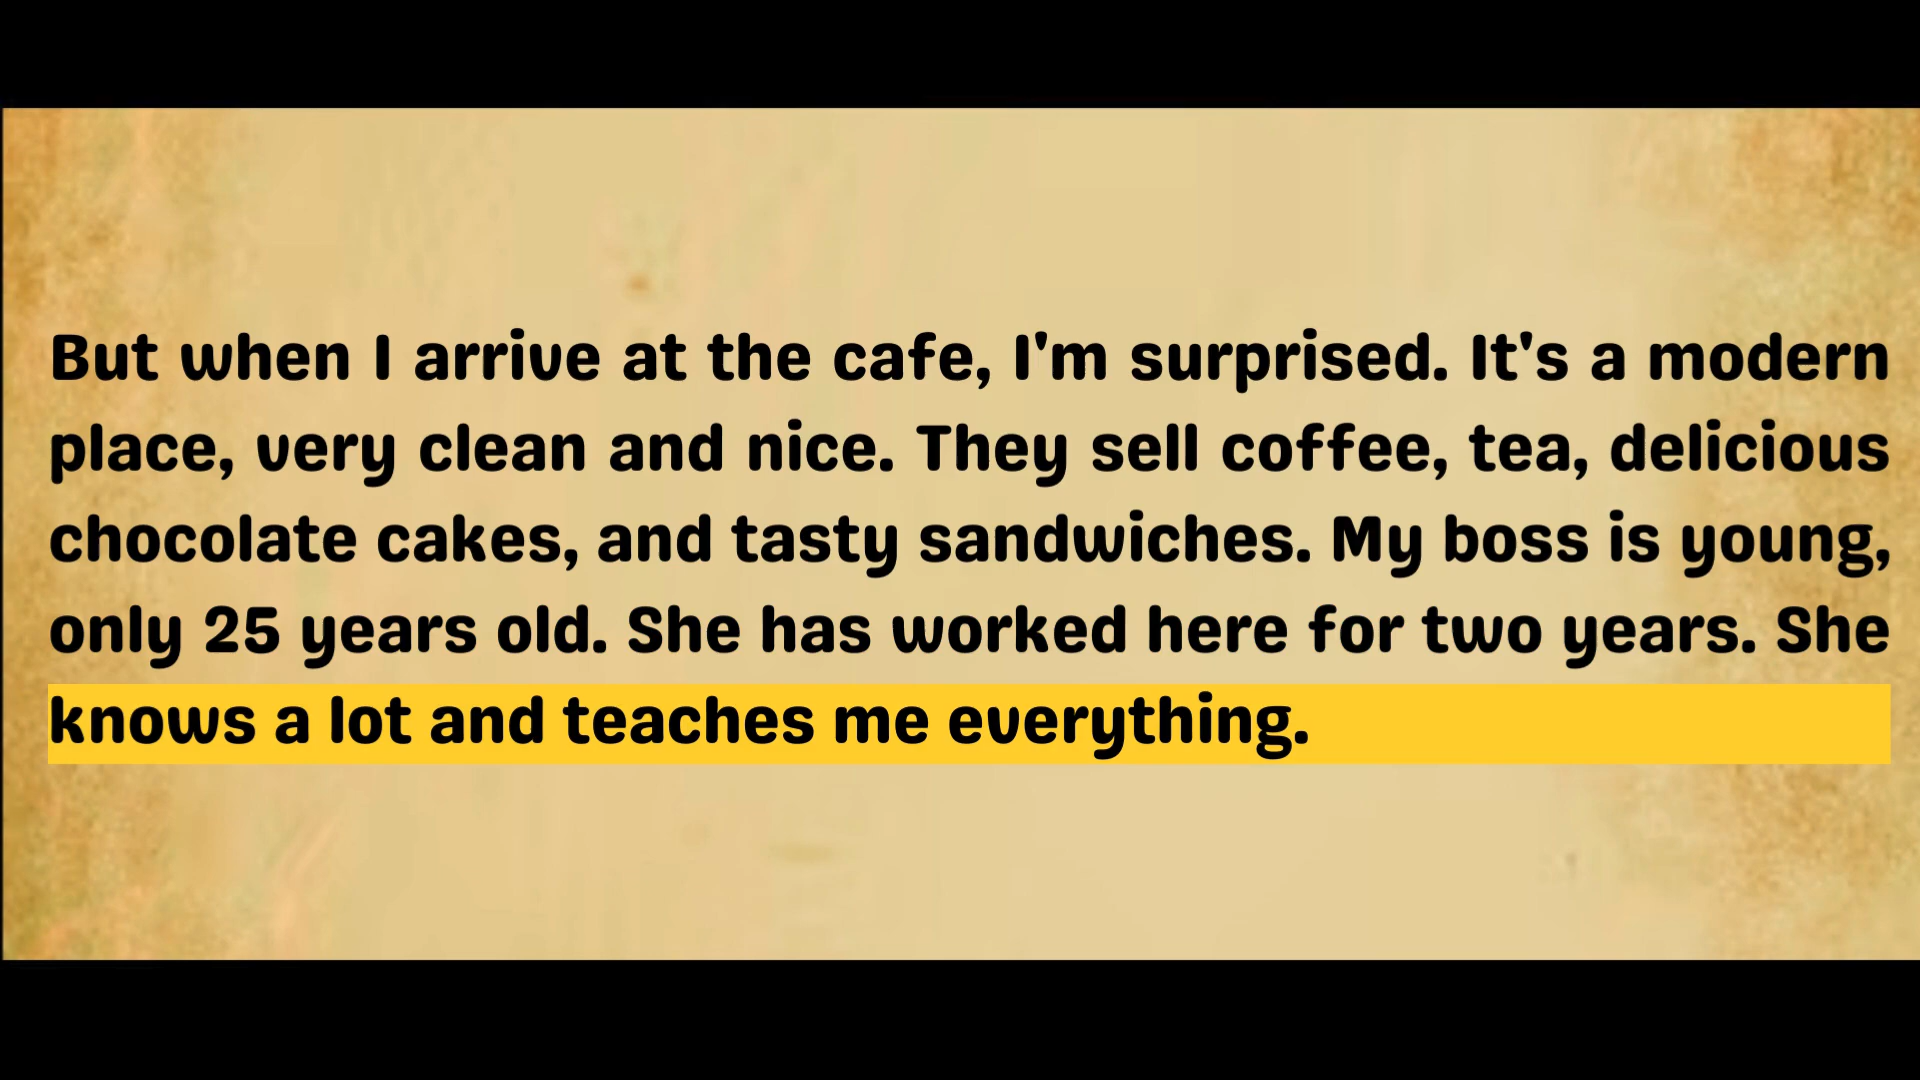 But when I arrive at the cafe, I'm surprised. It's a modern
place, very clean and nice. They sell coffee, tea, delicious
chocolate cakes, and tasty sandwiches. My boss is young,
only 25 years old. She has worked here for two years. She
knows a lot and teaches me everything.